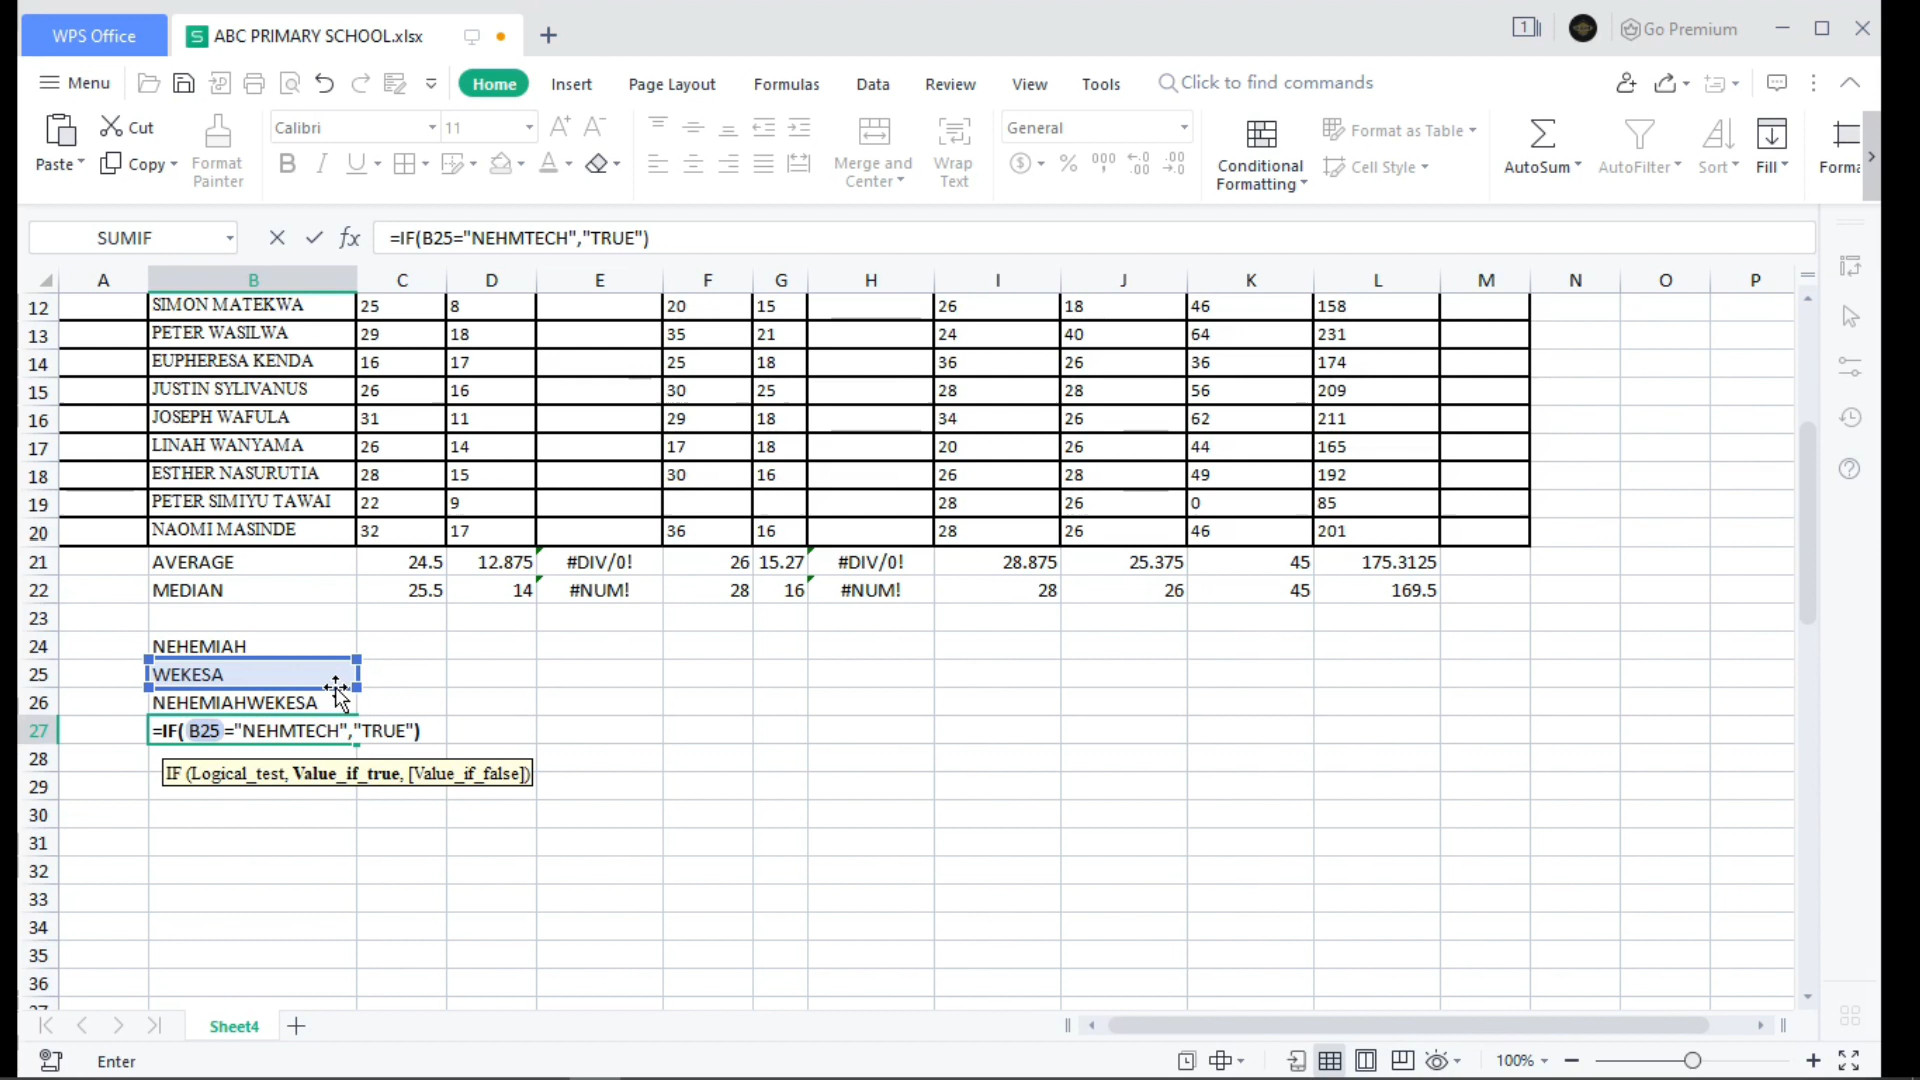 WPS Office ABC PRIMARY SCHOOL.xlsx Go Premium
Menu Home Insert Page Layout Formulas Data Review View Tools Click to find commands
Paste Cut Copy Format Painter Calibri 11 Merge and Center Wrap Text General Conditional Formatting Format as Table Cell Style AutoSum AutoFilter Sort Fill Forma
SUMIF =IF(B25="NEHMTECH","TRUE")
A B C D E F G H I J K L M N O P
12 SIMON MATEKWA 25 8 20 15 26 18 46 158
13 PETER WASILWA 29 18 35 21 24 40 64 231
14 EUPHERESA KENDA 16 17 25 18 36 26 36 174
15 JUSTIN SYLIVANUS 26 16 30 25 28 28 56 209
16 JOSEPH WAFULA 31 11 29 18 34 26 62 211
17 LINAH WANYAMA 26 14 17 18 20 26 44 165
18 ESTHER NASURUTIA 28 15 30 16 26 28 49 192
19 PETER SIMIYU TAWAI 22 9 28 26 0 85
20 NAOMI MASINDE 32 17 36 16 28 26 46 201
21 AVERAGE 24.5 12.875 #DIV/0! 26 15.27 #DIV/0! 28.875 25.375 45 175.3125
22 MEDIAN 25.5 14 #NUM! 28 16 #NUM! 28 26 45 169.5
23
24 NEHEMIAH
25 WEKESA
26 NEHEMIAHWEKESA
27 =IF( B25="NEHMTECH","TRUE")
28
IF (Logical_test, Value_if_true, [Value_if_false])
29
30
31
32
33
34
35
36
Sheet4
Enter 100%